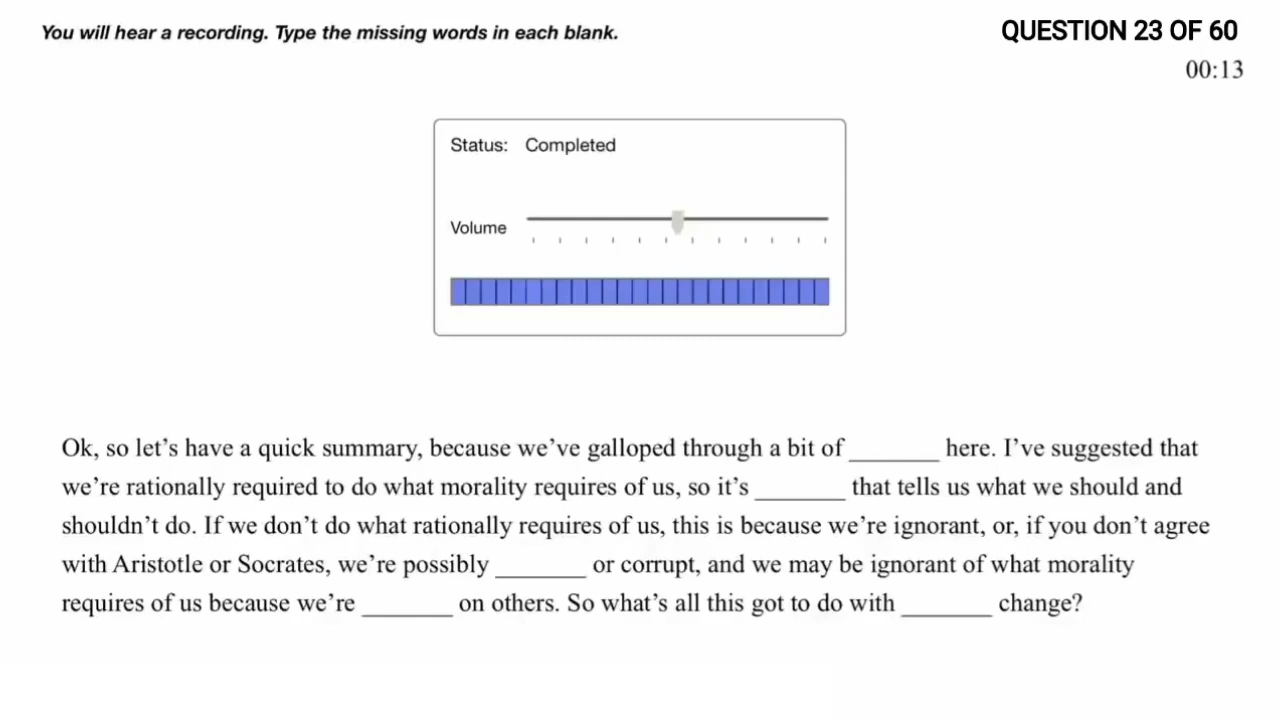 You will hear a recording. Type the missing words in each blank.
QUESTION 23 OF 60
00:13
Status: Completed
Volume
Ok, so let's have a quick summary, because we've galloped through a bit of _______ here. I've suggested that
we're rationally required to do what morality requires of us, so it's _______ that tells us what we should and
shouldn't do. If we don't do what rationally requires of us, this is because we're ignorant, or, if you don't agree
with Aristotle or Socrates, we're possibly _______ or corrupt, and we may be ignorant of what morality
requires of us because we're _______ on others. So what's all this got to do with _______ change?